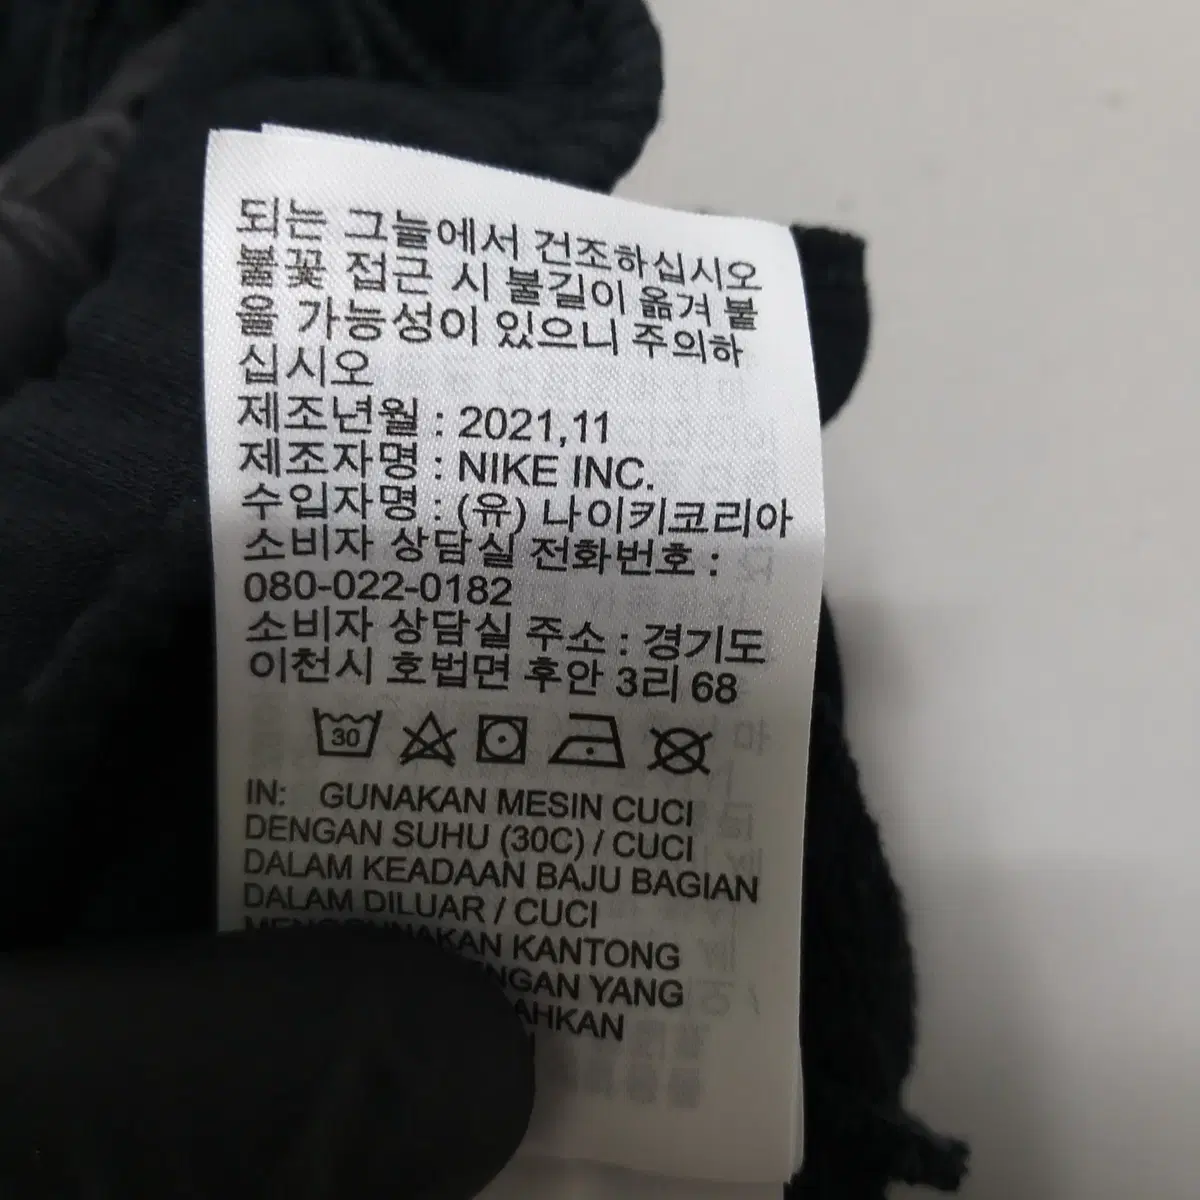 되는 그늘에서 건조하십시오
불꽃 접근 시 불길이 옮겨 붙
을 가능성이 있으니 주의하
십시오
제조년월 : 2021,11
제조자명 : NIKE INC.
수입자명 : (유) 나이키코리아
소비자 상담실 전화번호 :
080-022-0182
소비자 상담실 주소 : 경기도
이천시 호법면 후안 3리 68
30
IN: GUNAKAN MESIN CUCI
DENGAN SUHU (30C) / CUCI
DALAM KEADAAN BAJU BAGIAN
DALAM DILUAR / CUCI
MENGGUNAKAN KANTONG
YANG